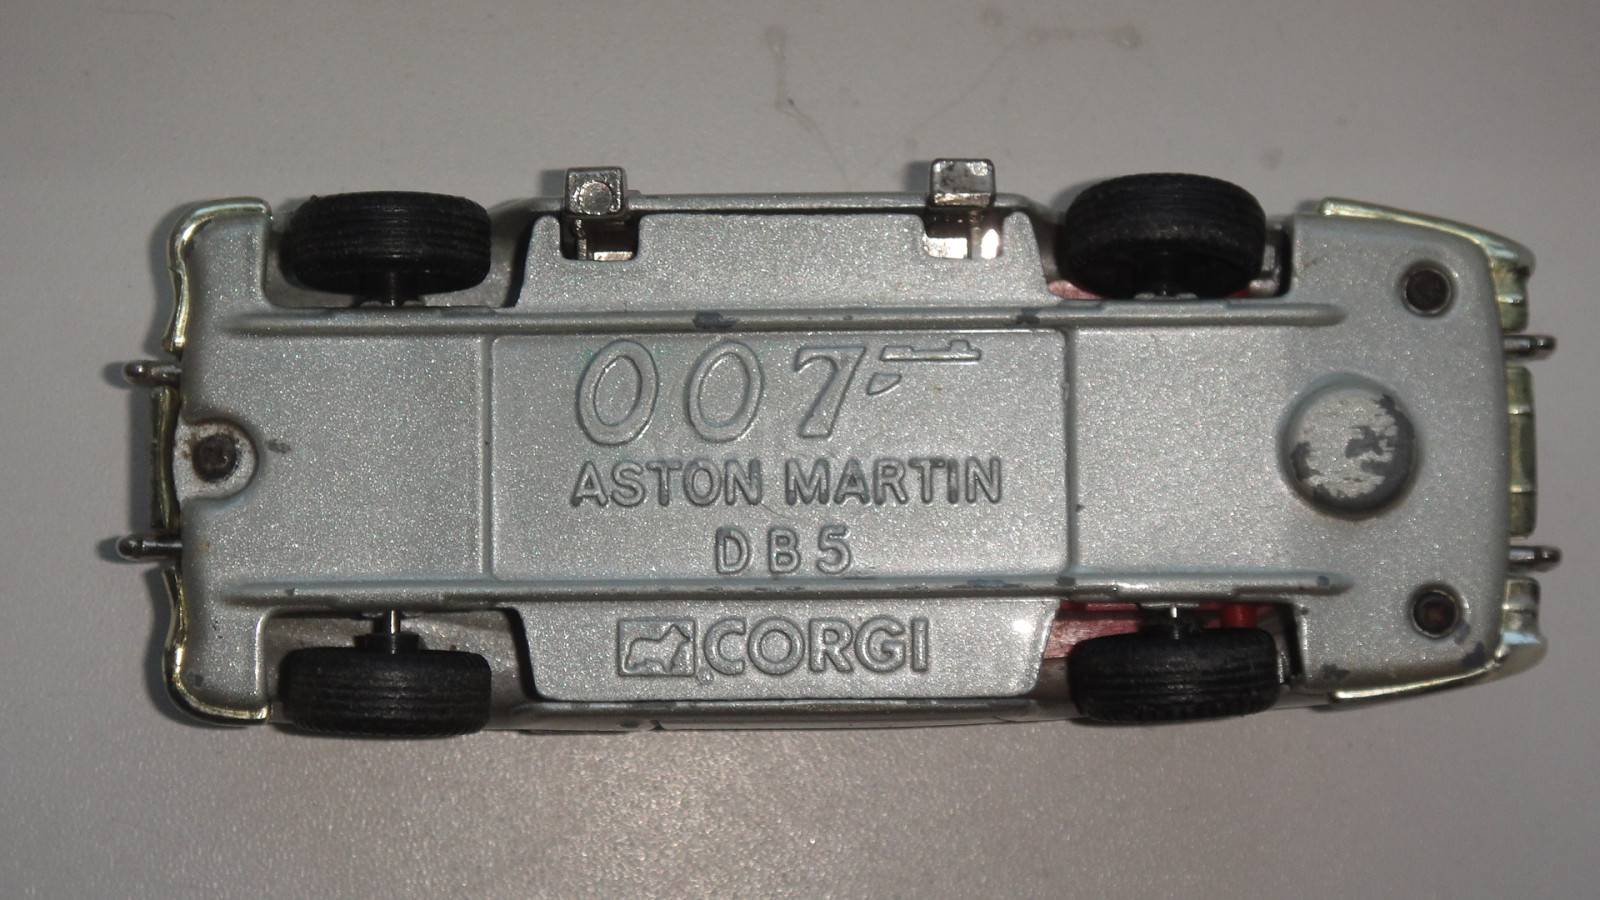 007
ASTON MARTIN
DB5
CORGI